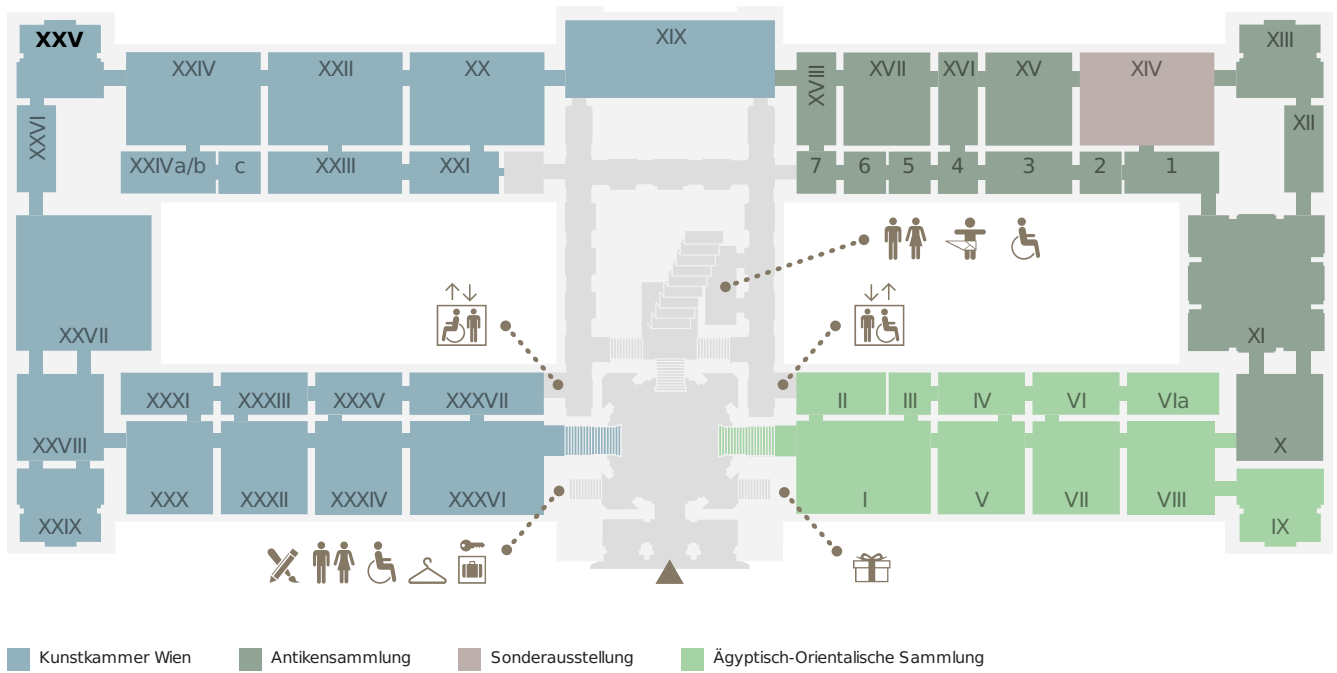 XXV
XXIV
XXII
XX
XIX
XVIII
XVII
XVI
XV
XIV
XIII
XXVI
XII
XXIVa/b
c
XXIII
XXI
7
6
5
4
3
2
1
XXVII
XI
XXXI
XXXIII
XXXV
XXXVII
II
III
IV
VI
VIa
XXVIII
X
XXX
XXXII
XXXIV
XXXVI
I
V
VII
VIII
XXIX
IX
Kunstkammer Wien
Antikensammlung
Sonderausstellung
Ägyptisch-Orientalische Sammlung